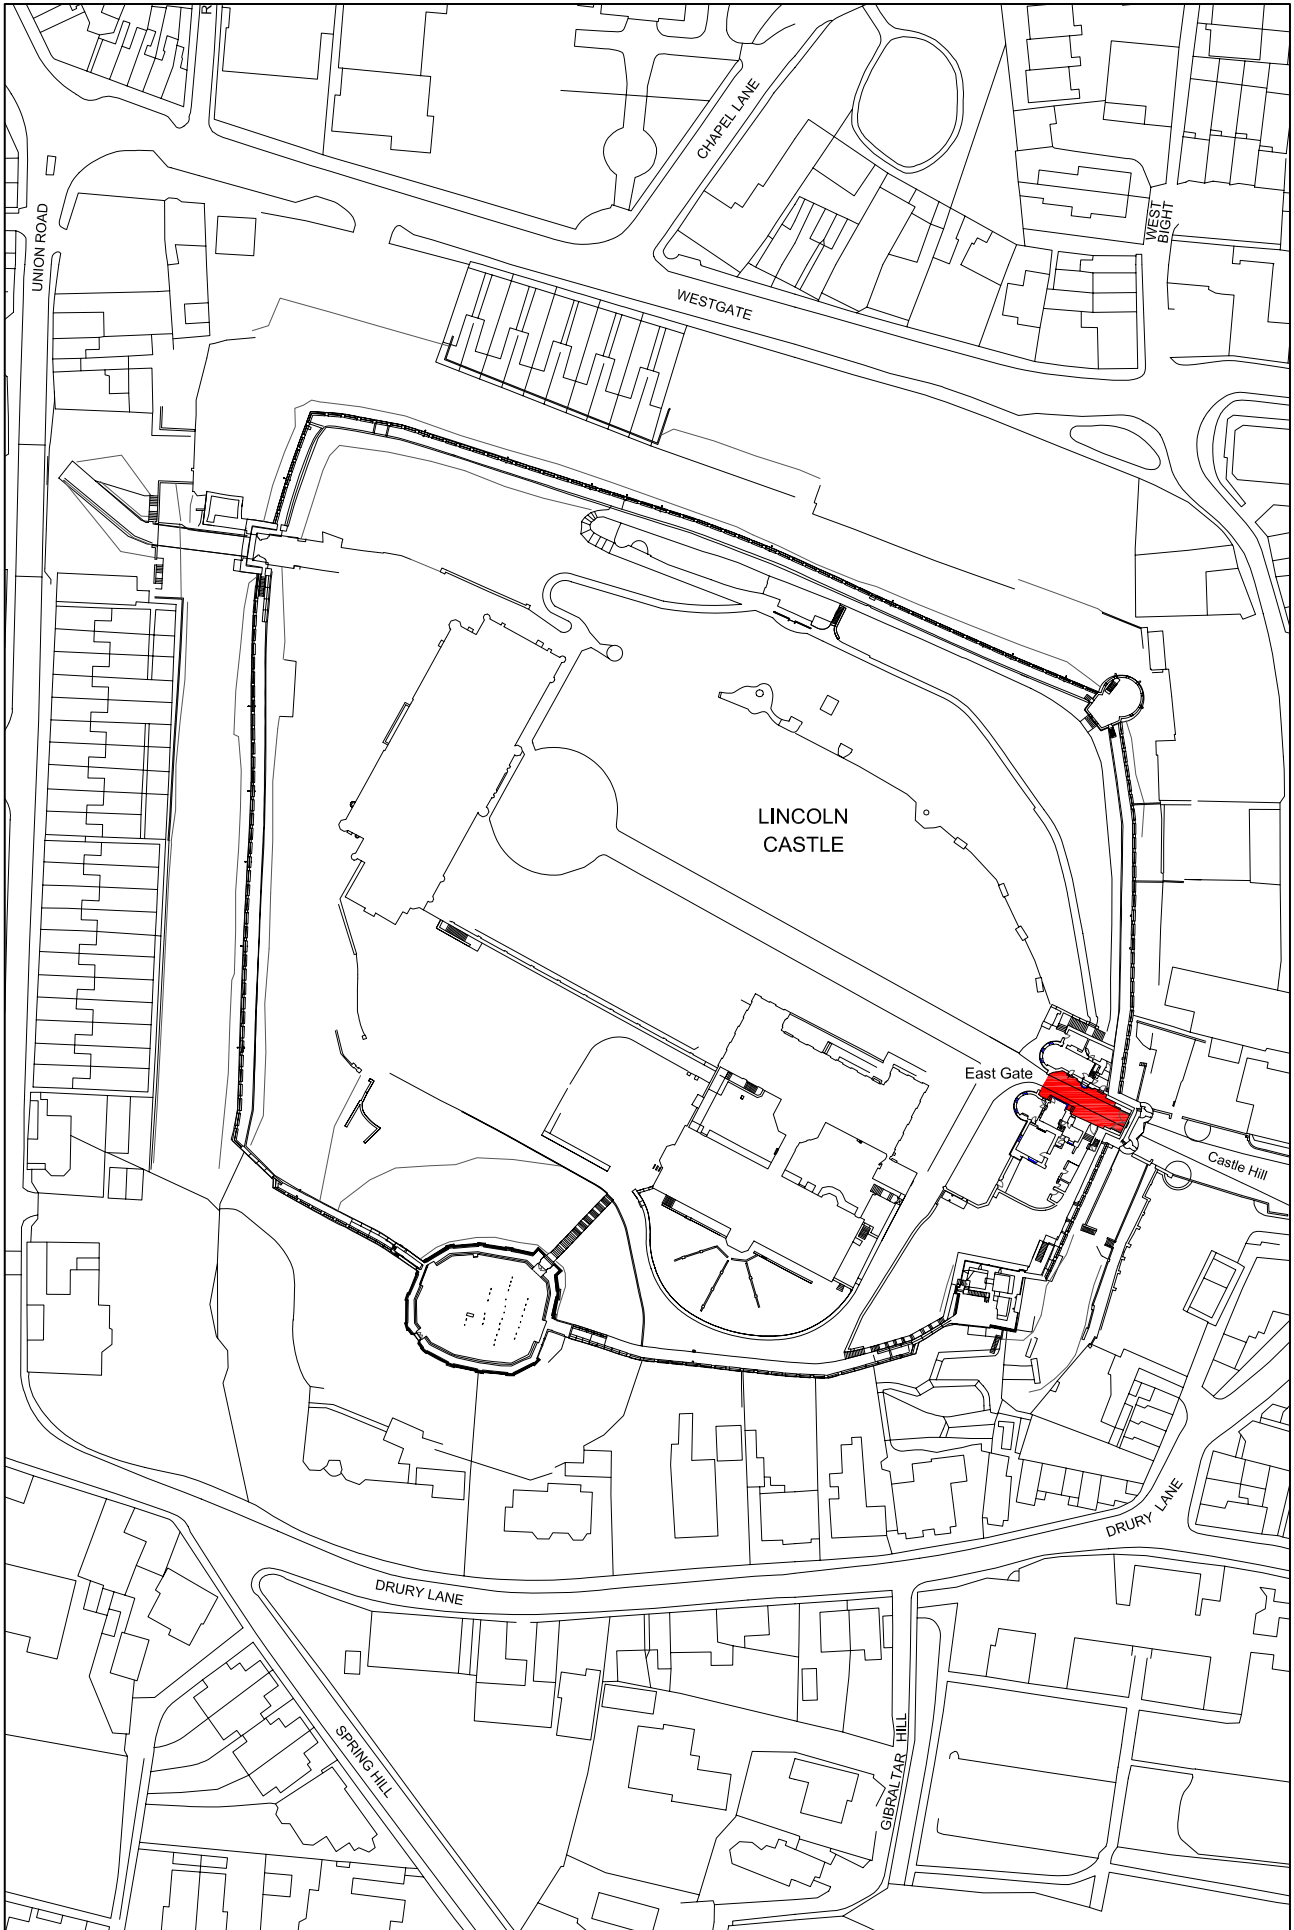 R
CHAPEL LANE
UNION ROAD
WEST
BIGHT
WESTGATE
LINCOLN
CASTLE
East Gate
Castle Hill
DRURY LANE
DRURY LANE
SPRING HILL
GIBRALTAR HILL